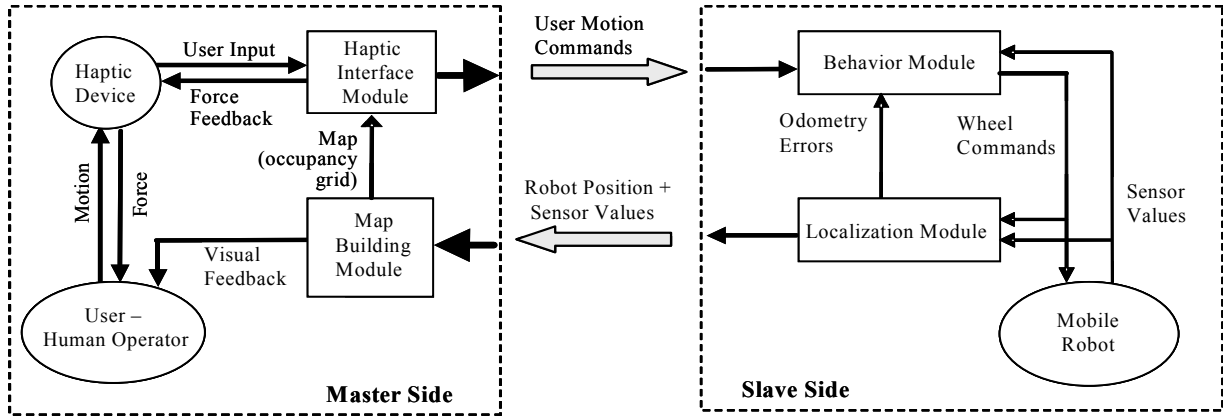 Haptic
Device
User Input
Force
Feedback
Haptic
Interface
Module
Map
(occupancy
grid)
Motion
Force
Visual
Feedback
Map
Building
Module
User –
Human Operator
Master Side
User Motion
Commands
Robot Position +
Sensor Values
Behavior Module
Odometry
Errors
Wheel
Commands
Sensor
Values
Localization Module
Mobile
Robot
Slave Side